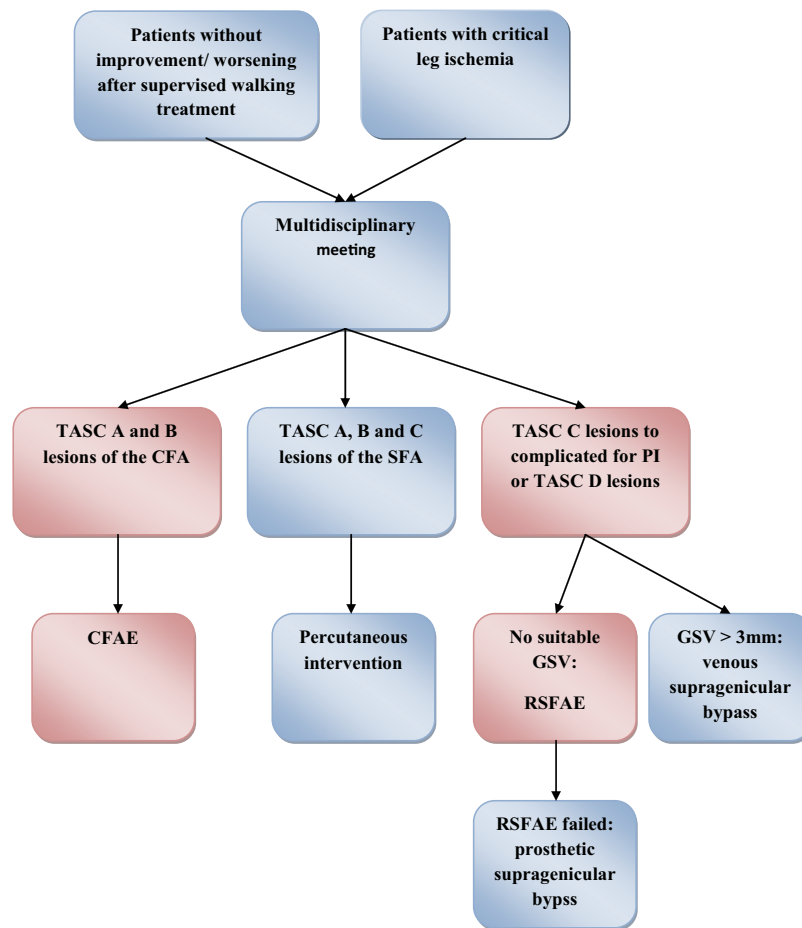 Patients without
improvement/ worsening
after supervised walking
treatment
Patients with critical
leg ischemia
Multidisciplinary
meeting
TASC A and B
lesions of the CFA
TASC A, B and C
lesions of the SFA
TASC C lesions to
complicated for PI
or TASC D lesions
CFAE
Percutaneous
intervention
No suitable
GSV:
RSFAE
GSV > 3mm:
venous
supragenicular
bypass
RSFAE failed:
prosthetic
supragenicular
bypss